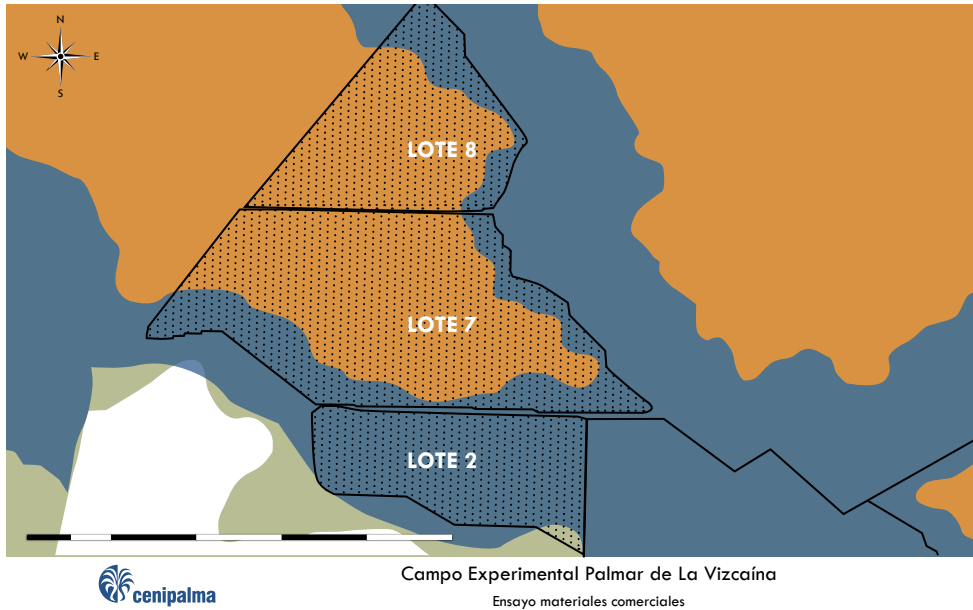 N
W E
S
LOTE 8
LOTE 7
LOTE 2
cenipalma
Campo Experimental Palmar de La Vizcaína
Ensayo materiales comerciales